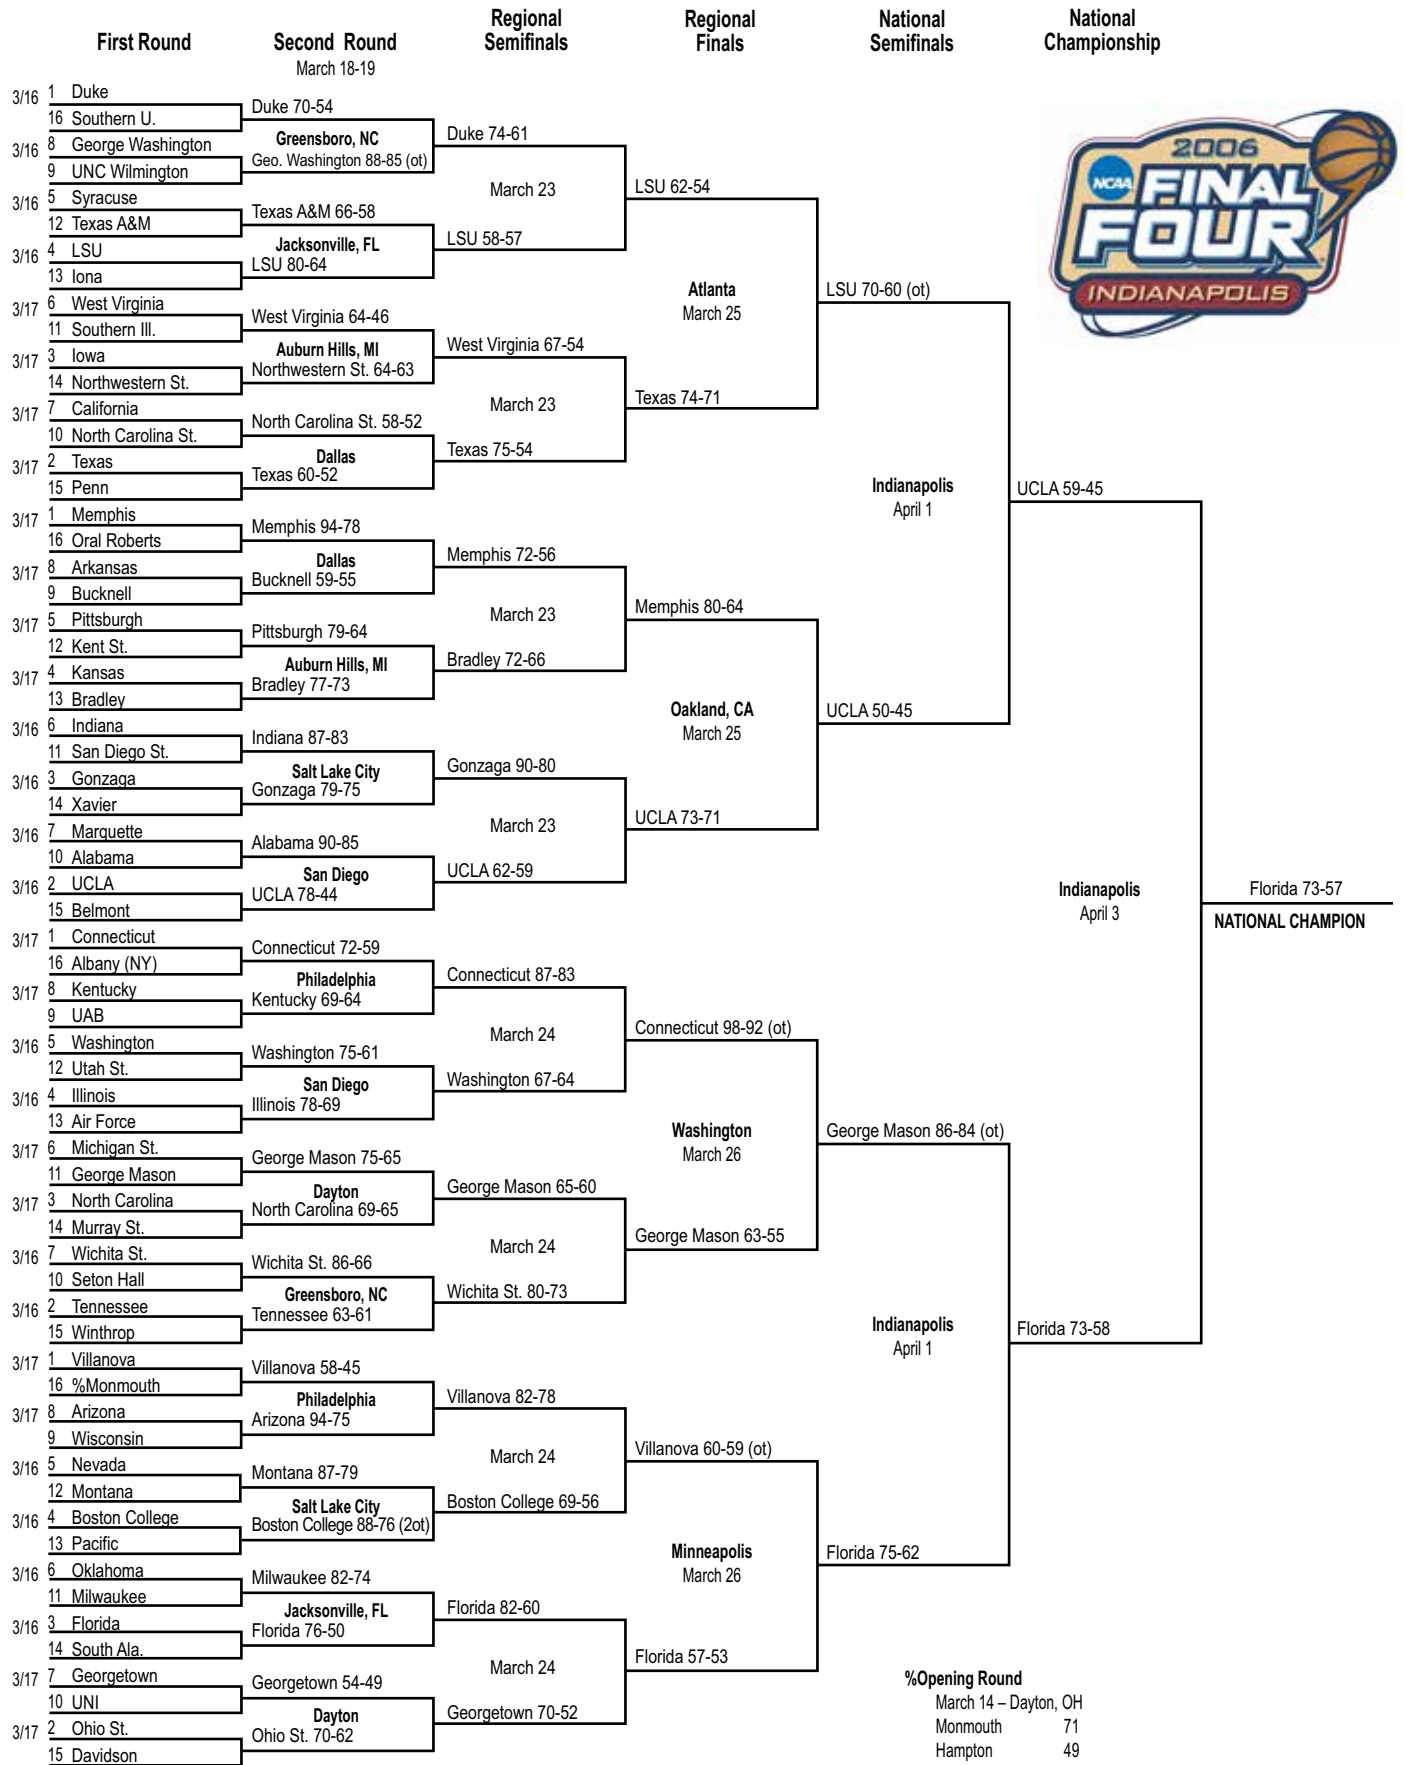 First Round
Second Round
March 18-19
Regional
Semifinals
Regional
Finals
National
Semifinals
National
Championship
2006
NCAA
FINAL
FOUR
INDIANAPOLIS
3/16
1 Duke
16 Southern U.
3/16
8 George Washington
9 UNC Wilmington
3/16
5 Syracuse
12 Texas A&M
3/16
4 LSU
13 Iona
3/17
6 West Virginia
11 Southern Ill.
3/17
3 Iowa
14 Northwestern St.
3/17
7 California
10 North Carolina St.
3/17
2 Texas
15 Penn
3/17
1 Memphis
16 Oral Roberts
3/17
8 Arkansas
9 Bucknell
3/17
5 Pittsburgh
12 Kent St.
3/17
4 Kansas
13 Bradley
3/16
6 Indiana
11 San Diego St.
3/16
3 Gonzaga
14 Xavier
3/16
7 Marquette
10 Alabama
3/16
2 UCLA
15 Belmont
3/17
1 Connecticut
16 Albany (NY)
3/17
8 Kentucky
9 UAB
3/16
5 Washington
12 Utah St.
3/16
4 Illinois
13 Air Force
3/17
6 Michigan St.
11 George Mason
3/17
3 North Carolina
14 Murray St.
3/16
7 Wichita St.
10 Seton Hall
3/16
2 Tennessee
15 Winthrop
3/17
1 Villanova
16 %Monmouth
3/17
8 Arizona
9 Wisconsin
3/16
5 Nevada
12 Montana
3/16
4 Boston College
13 Pacific
3/16
6 Oklahoma
11 Milwaukee
3/16
3 Florida
14 South Ala.
3/17
7 Georgetown
10 UNI
3/17
2 Ohio St.
15 Davidson
Duke 70-54
Greensboro, NC
Geo. Washington 88-85 (ot)
Texas A&M 66-58
Jacksonville, FL
LSU 80-64
West Virginia 64-46
Auburn Hills, MI
Northwestern St. 64-63
North Carolina St. 58-52
Dallas
Texas 60-52
Memphis 94-78
Dallas
Bucknell 59-55
Pittsburgh 79-64
Auburn Hills, MI
Bradley 77-73
Indiana 87-83
Salt Lake City
Gonzaga 79-75
Alabama 90-85
San Diego
UCLA 78-44
Connecticut 72-59
Philadelphia
Kentucky 69-64
Washington 75-61
San Diego
Illinois 78-69
George Mason 75-65
Dayton
North Carolina 69-65
Wichita St. 86-66
Greensboro, NC
Tennessee 63-61
Villanova 58-45
Philadelphia
Arizona 94-75
Montana 87-79
Salt Lake City
Boston College 88-76 (2ot)
Milwaukee 82-74
Jacksonville, FL
Florida 76-50
Georgetown 54-49
Dayton
Ohio St. 70-62
Duke 74-61
March 23
LSU 58-57
West Virginia 67-54
March 23
Texas 75-54
Memphis 72-56
March 23
Bradley 72-66
Gonzaga 90-80
March 23
UCLA 62-59
Connecticut 87-83
March 24
Washington 67-64
George Mason 65-60
March 24
Wichita St. 80-73
Villanova 82-78
March 24
Boston College 69-56
Florida 82-60
March 24
Georgetown 70-52
LSU 62-54
Atlanta
March 25
Texas 74-71
Memphis 80-64
Oakland, CA
March 25
UCLA 73-71
Connecticut 98-92 (ot)
Washington
March 26
George Mason 63-55
Villanova 60-59 (ot)
Minneapolis
March 26
Florida 57-53
LSU 70-60 (ot)
Indianapolis
April 1
UCLA 50-45
George Mason 86-84 (ot)
Indianapolis
April 1
Florida 75-62
UCLA 59-45
Indianapolis
April 3
Florida 73-58
Florida 73-57
NATIONAL CHAMPION
%Opening Round
March 14 – Dayton, OH
Monmouth 71
Hampton 49